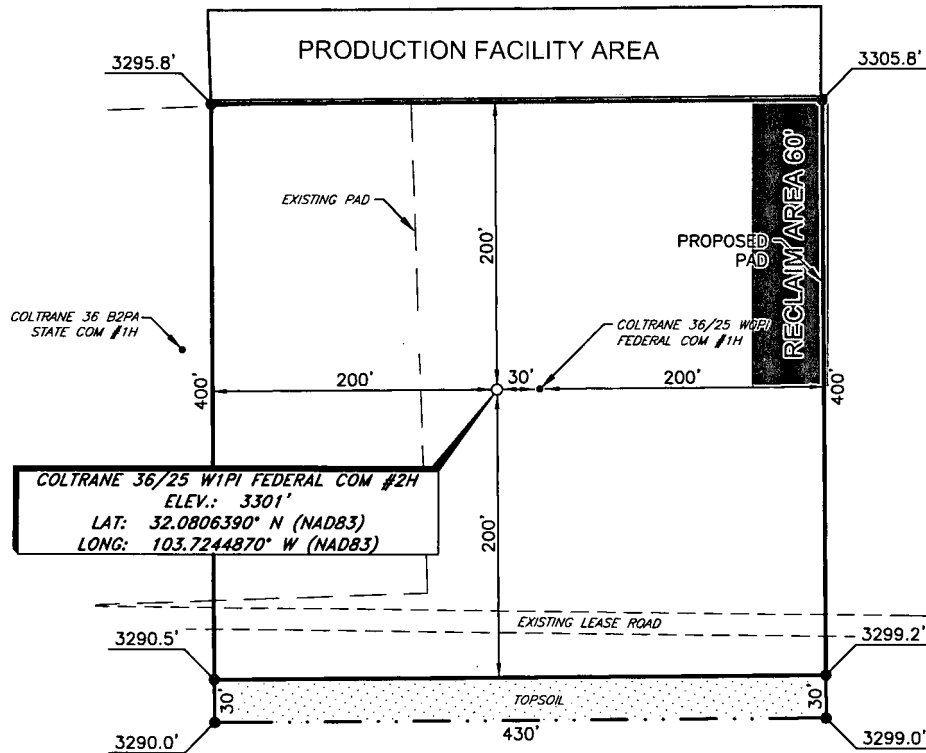 PRODUCTION FACILITY AREA
3295.8'
3305.8'
EXISTING PAD
200'
PROPOSED
PAD
RECLAIM AREA 60'
COLTRANE 36 B2PA
STATE COM #1H
COLTRANE 36/25 W0PI
FEDERAL COM #1H
400'
200'
30'
200'
400'
COLTRANE 36/25 W1PI FEDERAL COM #2H
ELEV.: 3301'
LAT: 32.0806390° N (NAD83)
LONG: 103.7244870° W (NAD83)
200'
EXISTING LEASE ROAD
3290.5'
3299.2'
30'
TOPSOIL
30'
430'
3290.0'
3299.0'